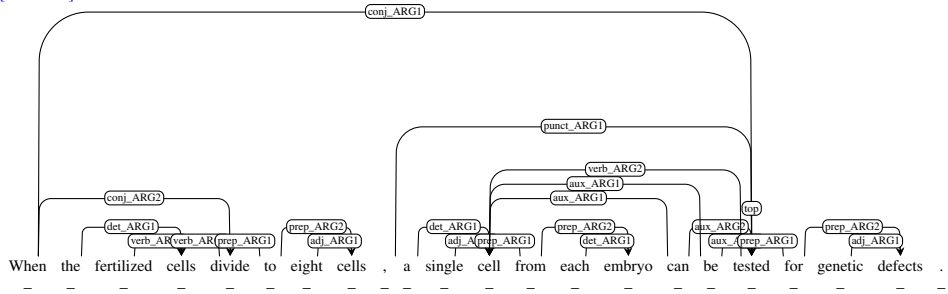 conj_ARG1
punct_ARG1
verb_ARG2
aux_ARG1
conj_ARG2 aux_ARG1
top
det_ARG1 prep_ARG2 det_ARG1 prep_ARG2 aux_ARG2 prep_ARG2
prep_ARG1 adj_ARG1 prep_ARG1 det_ARG1 prep_ARG1 adj_ARG1
When the fertilized cells divide to eight cells , a single cell from each embryo can be tested for genetic defects .